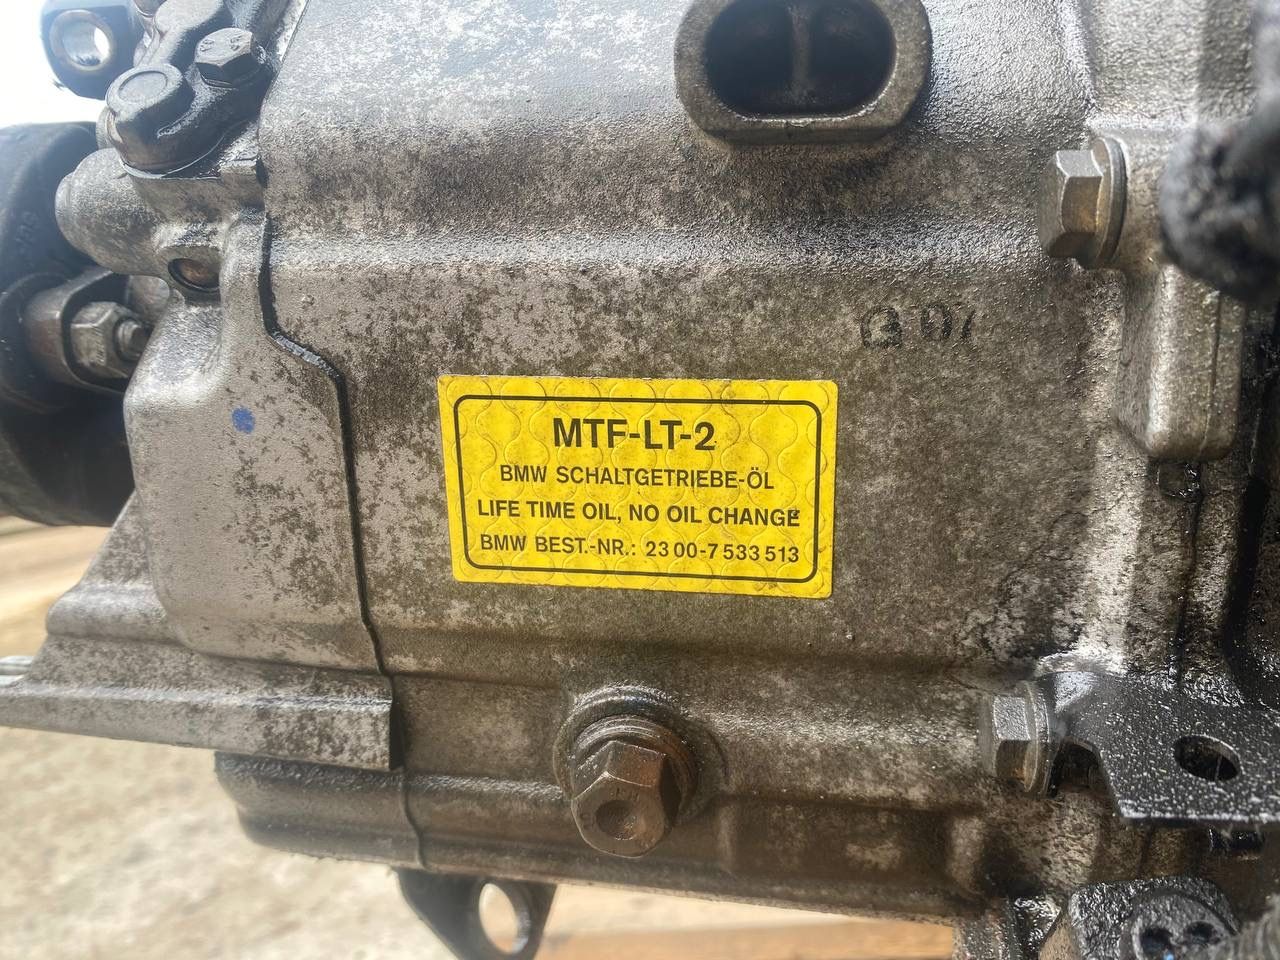 G 07
MTF-LT-2
BMW SCHALTGETRIEBE-ÖL
LIFE TIME OIL, NO OIL CHANGE
BMW BEST.-NR.: 23 00-7 533 513